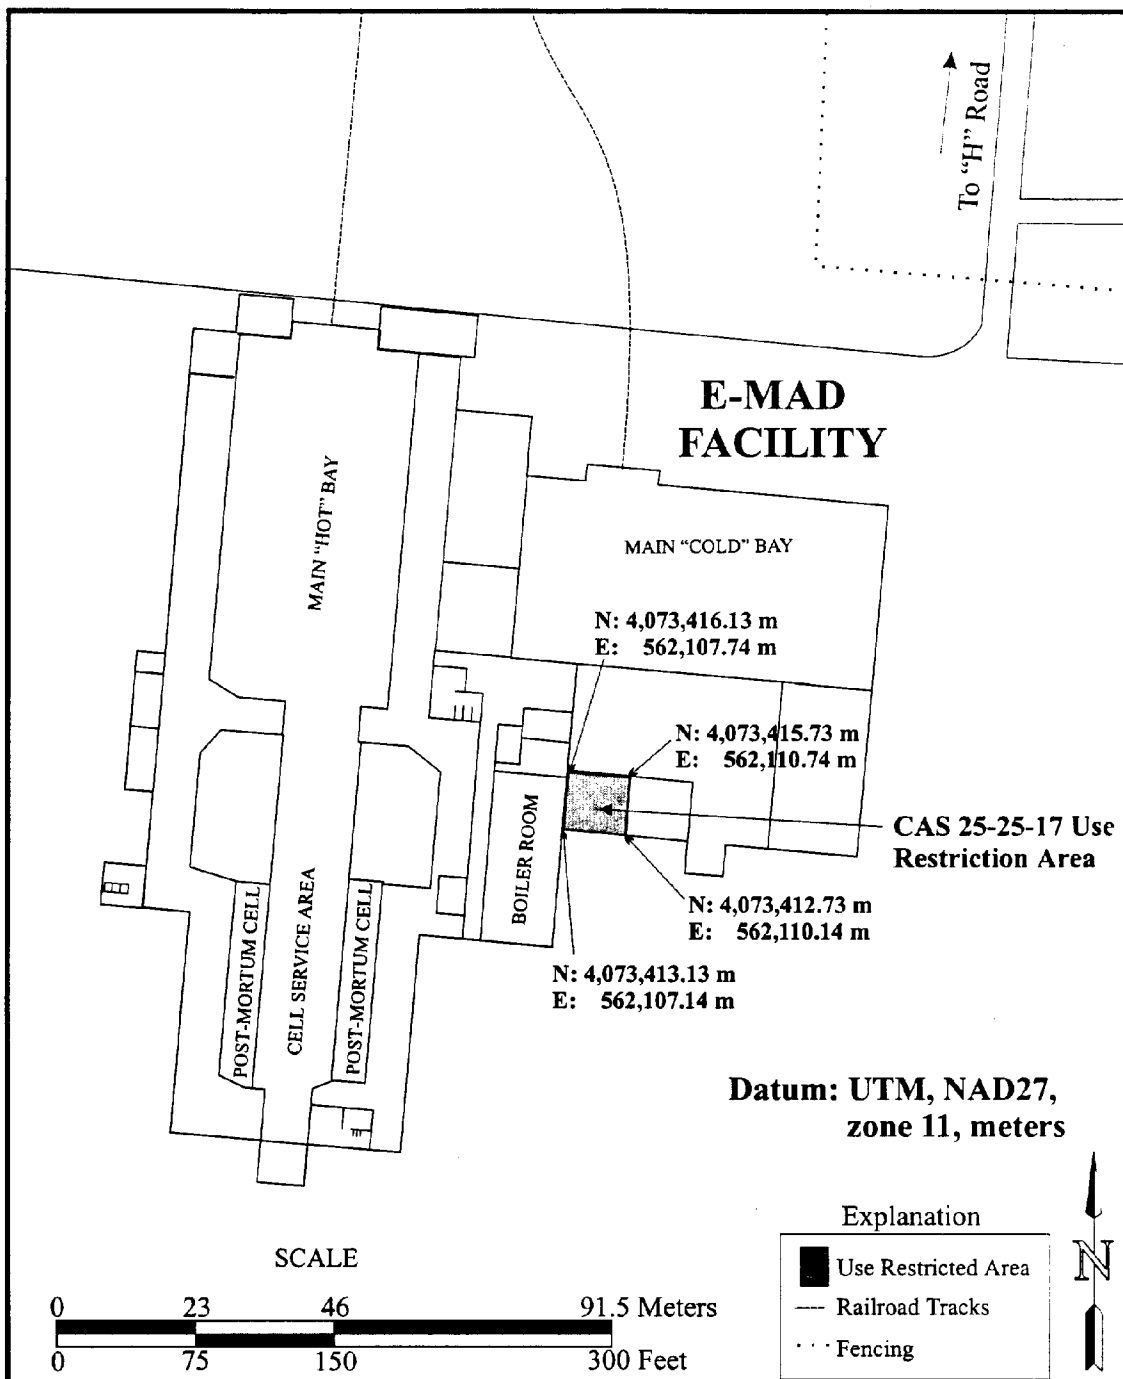 To "H" Road
E-MAD
FACILITY
MAIN "HOT" BAY
MAIN "COLD" BAY
N: 4,073,416.13 m
E: 562,107.74 m
N: 4,073,415.73 m
E: 562,110.74 m
CAS 25-25-17 Use
Restriction Area
BOILER ROOM
N: 4,073,412.73 m
E: 562,110.14 m
N: 4,073,413.13 m
E: 562,107.14 m
POST-MORTUM CELL
CELL SERVICE AREA
POST-MORTUM CELL
Datum: UTM, NAD27,
zone 11, meters
Explanation
Use Restricted Area
Railroad Tracks
Fencing
N
SCALE
0 23 46 91.5 Meters
0 75 150 300 Feet